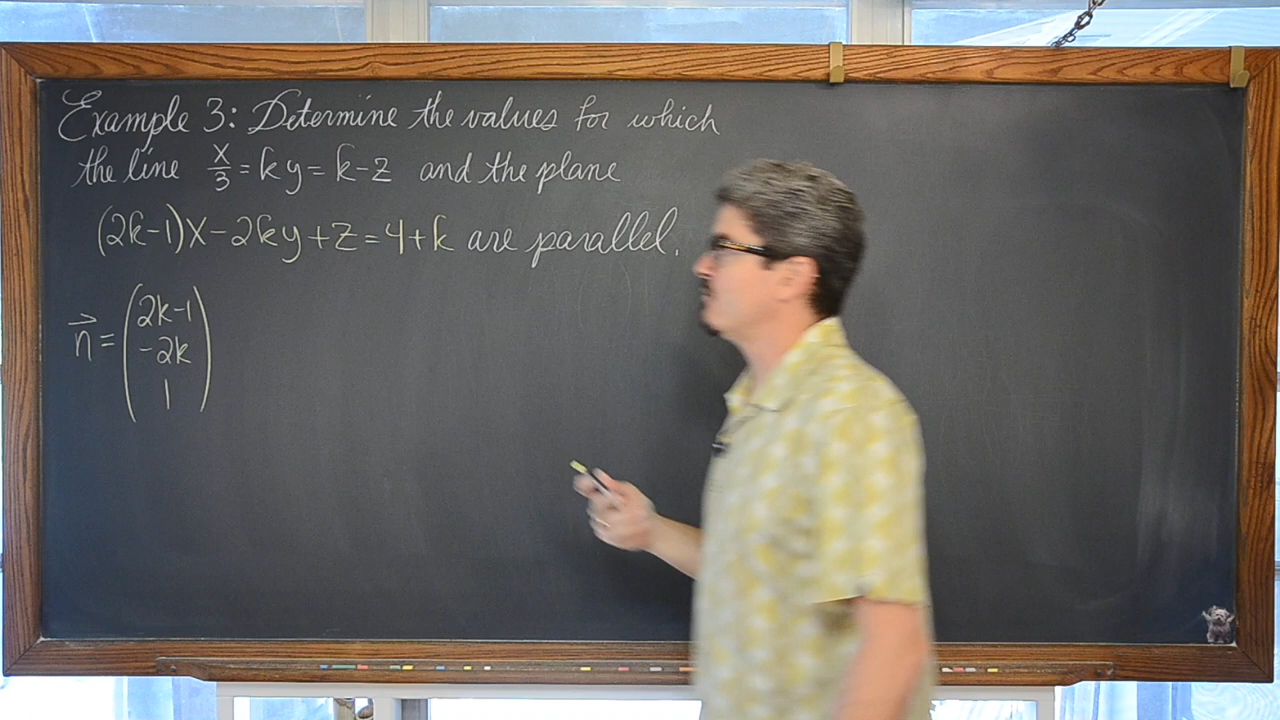 Example 3: Determine the values for which
the line x/3 = ky = k-z and the plane
(2k-1)x - 2ky + z = 4 + k are parallel.
n⃗ = (2k-1
-2k
1)